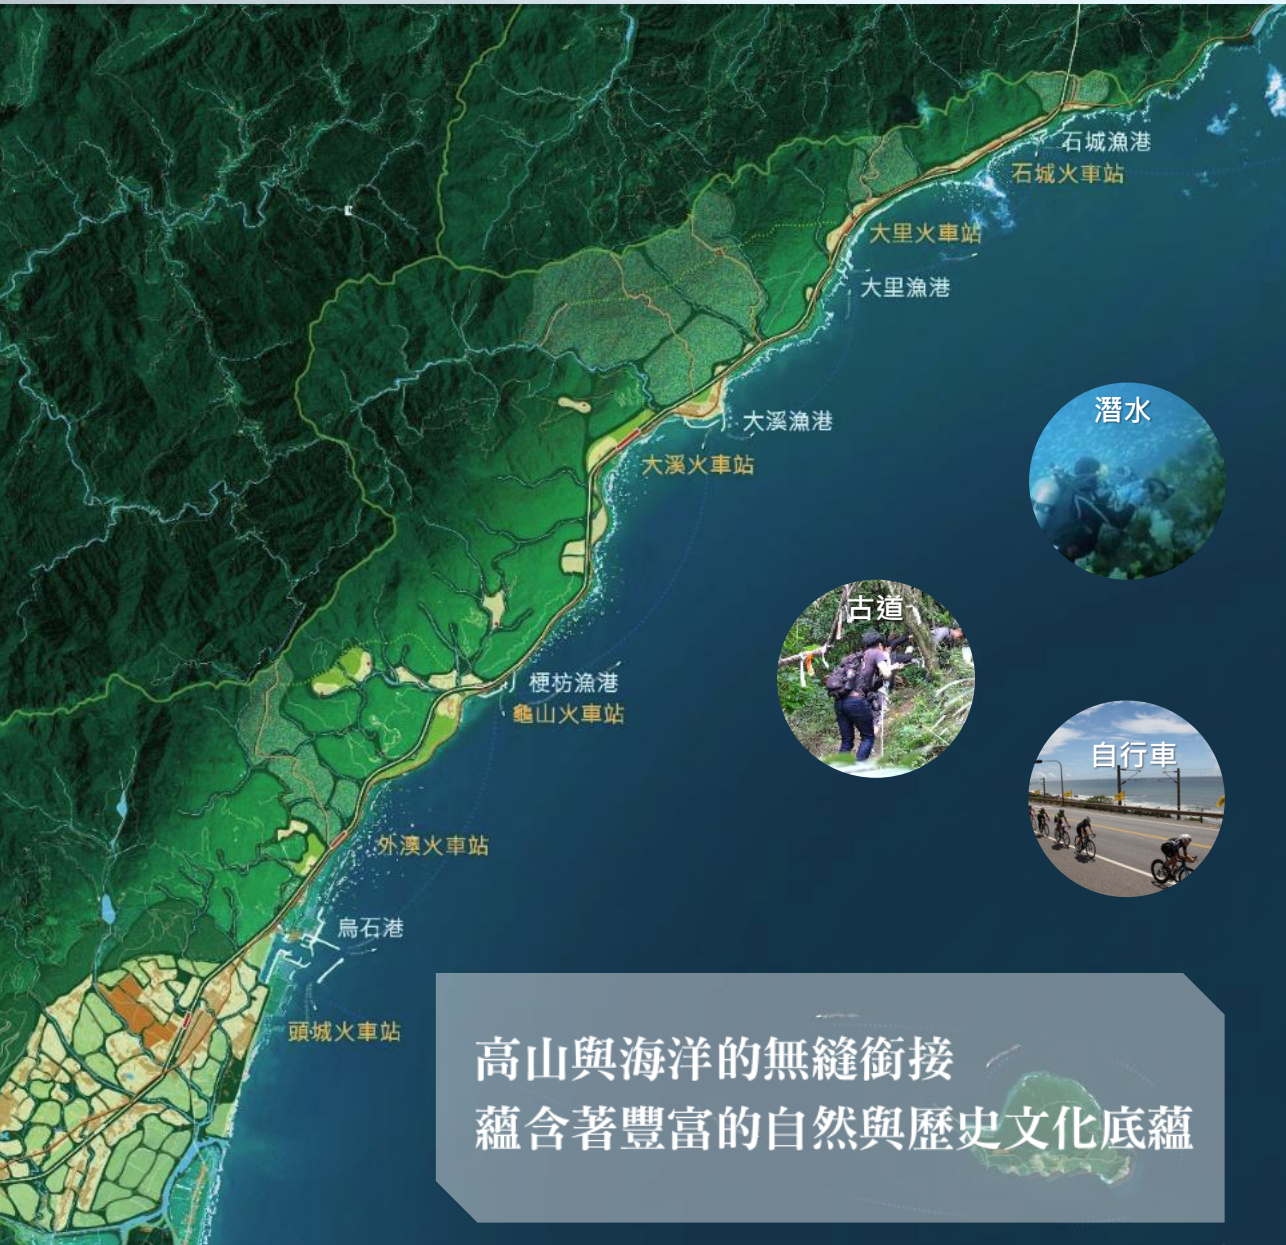 石城漁港
石城火車站
大里火車站
大里漁港
大溪漁港
大溪火車站
潛水
古道
梗枋漁港
龜山火車站
自行車
外澳火車站
烏石港
頭城火車站
高山與海洋的無縫銜接
蘊含著豐富的自然與歷史文化底蘊